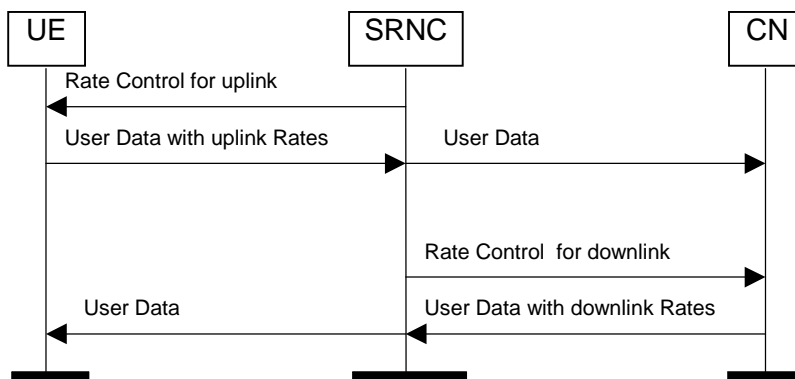 UE
SRNC
CN
Rate Control for uplink
User Data with uplink Rates
User Data
Rate Control  for downlink
User Data
User Data with downlink Rates